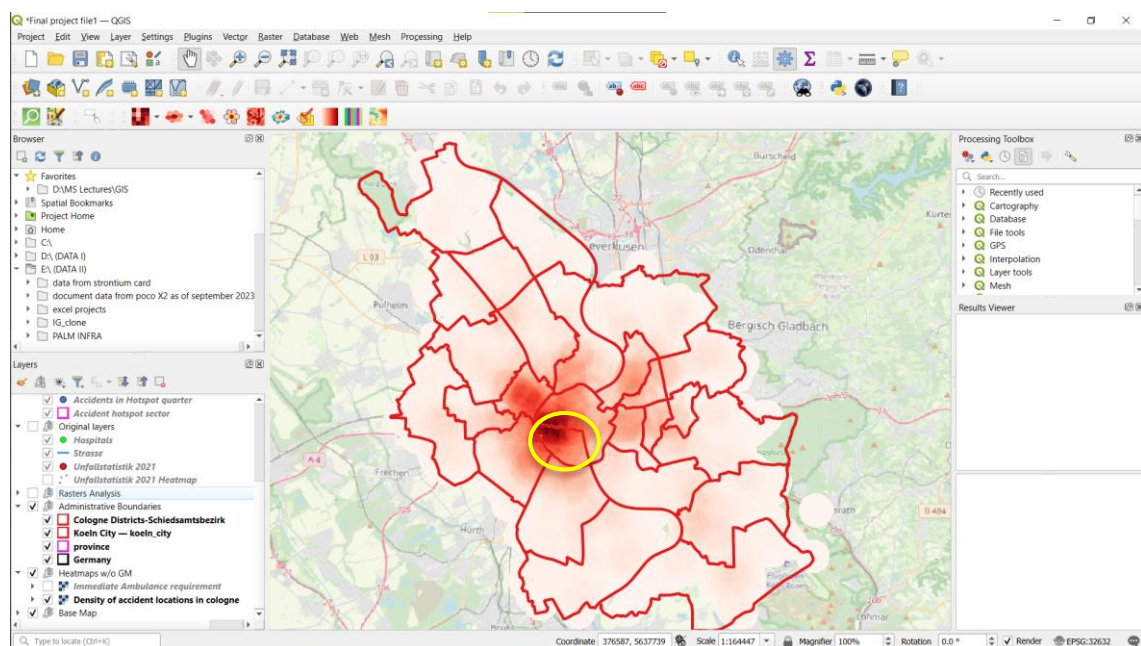 *Final project file1 — QGIS
Project Edit View Layer Settings Plugins Vector Raster Database Web Mesh Processing Help
Browser
Favorites
D:\MS Lectures\GIS
Spatial Bookmarks
Project Home
Home
C:\
D:\ (DATA I)
E:\ (DATA II)
data from strontium card
document data from poco X2 as of september 2023
excel projects
IG_clone
PALM INFRA
Layers
Accidents in Hotspot quarter
Accident hotspot sector
Original layers
Hospitals
Strasse
Unfallstatistik 2021
Unfallstatistik 2021 Heatmap
Rasters Analysis
Administrative Boundaries
Cologne Districts-Schiedsamtsbezirk
Koeln City — koeln_city
province
Germany
Heatmaps w/o GM
Immediate Ambulance requirement
Density of accident locations in cologne
Base Map
Burscheid
everkusen
Odenthal
L 93
Pulheim
Bergisch Gladbach
A 4
Frechen
Hürth
B 484
rath
Lohmar
Processing Toolbox
Search...
Recently used
Cartography
Database
File tools
GPS
Interpolation
Layer tools
Mesh
Results Viewer
Type to locate (Ctrl+K)
Coordinate 376587, 5637739 Scale 1:164447 Magnifier 100% Rotation 0.0 ° Render EPSG:32632